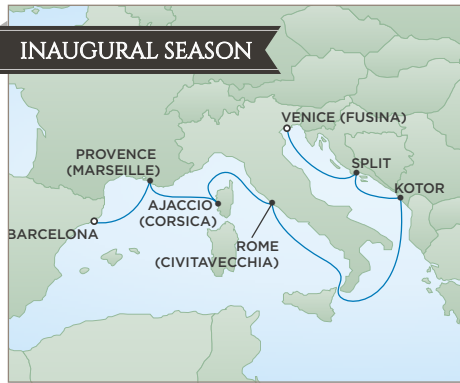 INAUGURAL SEASON
VENICE (FUSINA)
PROVENCE
(MARSEILLE)
SPLIT
KOTOR
AJACCIO
(CORSICA)
BARCELONA
ROME
(CIVITAVECCHIA)